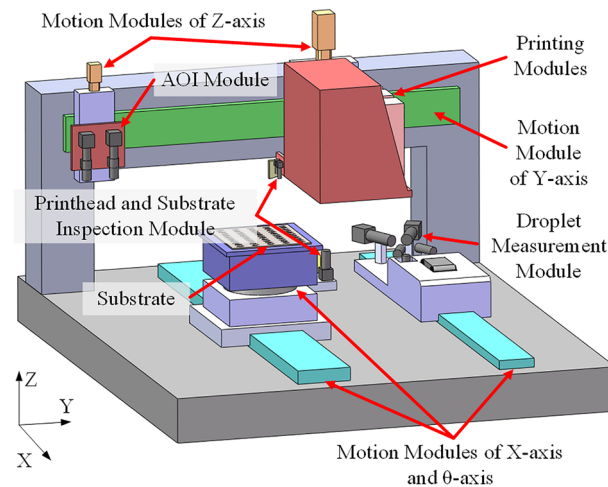 Motion Modules of Z-axis
AOI Module
Printing
Modules
Motion
Module
of Y-axis
Printhead and Substrate
Inspection Module
Droplet
Measurement
Module
Substrate
Z
Y
X
Motion Modules of X-axis
and θ-axis